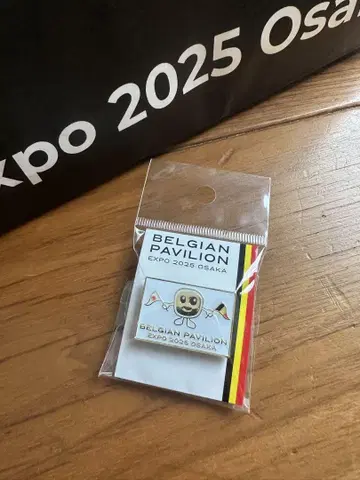 xpo 2025 Osa
BELGIAN
PAVILION
EXPO 2025 OSAKA
BELGIAN PAVILION
EXPO 2025 OSAKA